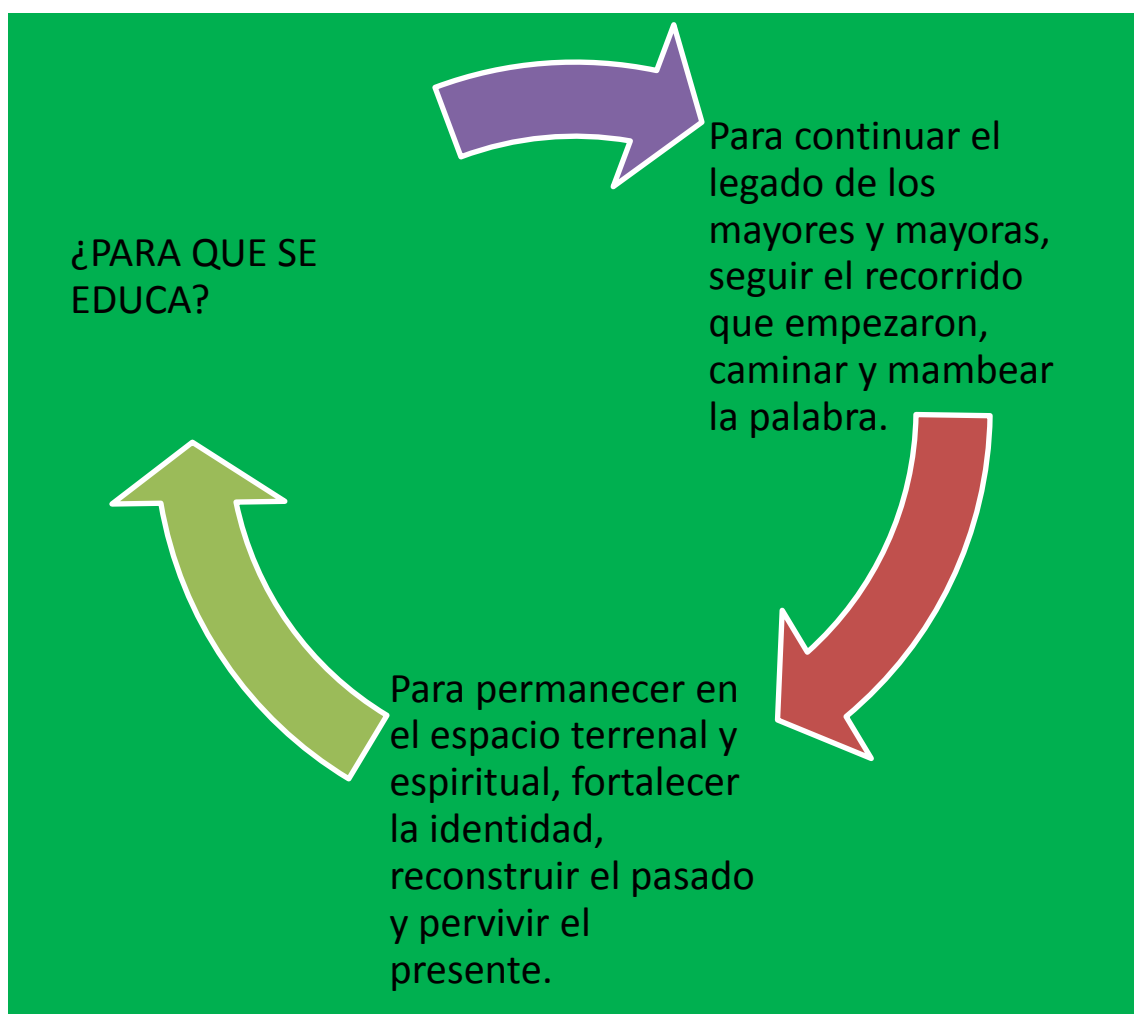 ¿PARA QUE SE
EDUCA?
Para continuar el
legado de los
mayores y mayoras,
seguir el recorrido
que empezaron,
caminar y mambear
la palabra.
Para permanecer en
el espacio terrenal y
espiritual, fortalecer
la identidad,
reconstruir el pasado
y pervivir el
presente.